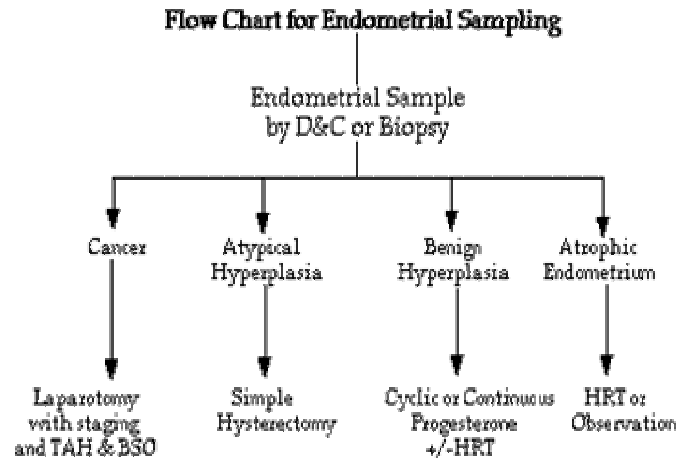 Flow Chart for Endometrial Sampling
Endometrial Sample
by D&C or Biopsy
Cancer
Atypical
Hyperplasia
Benign
Hyperplasia
Atrophic
Endometrium
Laparotomy
with staging
and TAH & BSO
Simple
Hysterectomy
Cyclic or Continuous
Progesterone
+/-HRT
HRT or
Observation